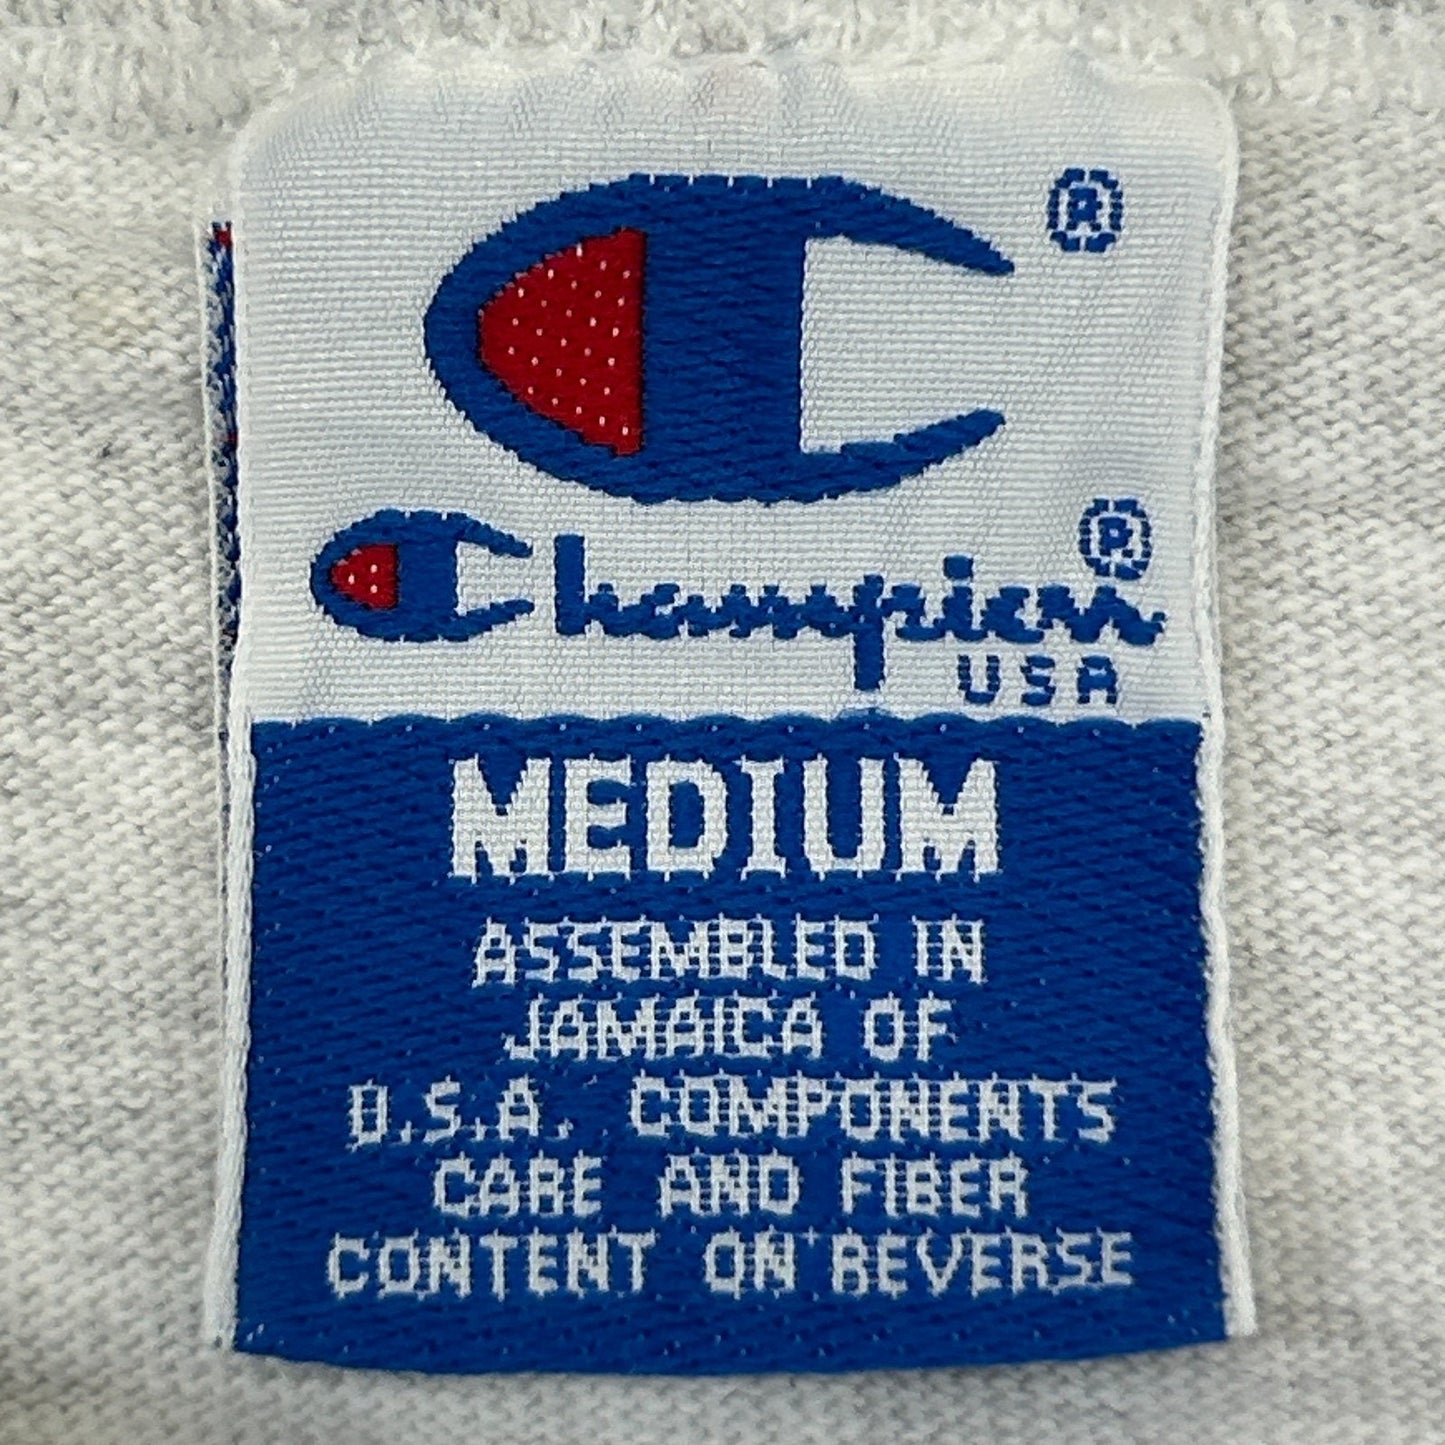 ®
Champion®
USA
MEDIUM
ASSEMBLED IN
JAMAICA OF
U.S.A. COMPONENTS
CARE AND FIBER
CONTENT ON REVERSE